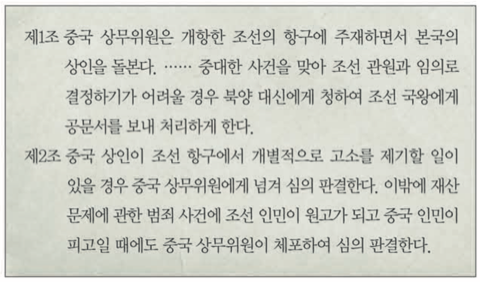 제1조 중국 상무위원은 개항한 조선의 항구에 주재하면서 본국의
상인을 돌본다. …… 중대한 사건을 맞아 조선 관원과 임의로
결정하기가 어려울 경우 북양 대신에게 청하여 조선 국왕에게
공문서를 보내 처리하게 한다.
제2조 중국 상인이 조선 항구에서 개별적으로 고소를 제기할 일이
있을 경우 중국 상무위원에게 넘겨 심의 판결한다. 이밖에 재산
문제에 관한 범죄 사건에 조선 인민이 원고가 되고 중국 인민이
피고일 때에도 중국 상무위원이 체포하여 심의 판결한다.